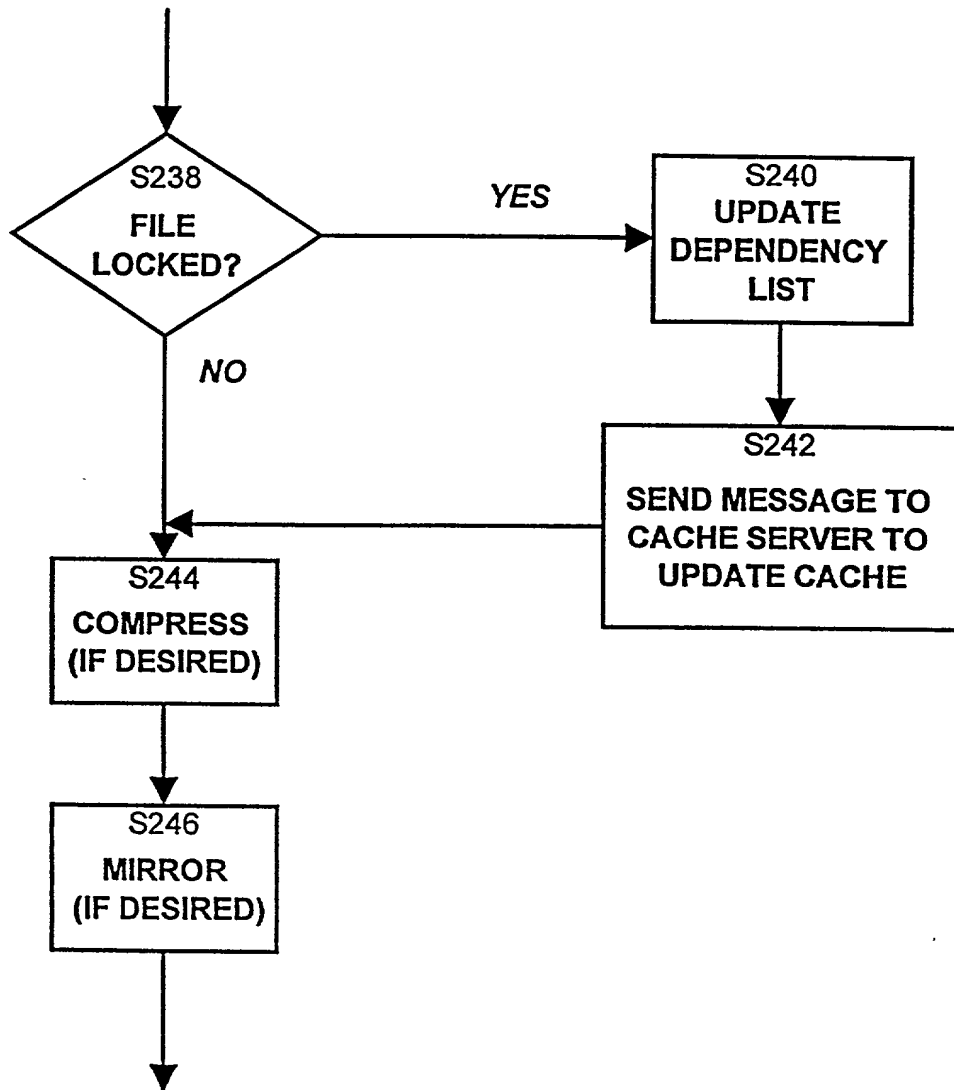 S238
FILE
LOCKED?
YES
S240
UPDATE
DEPENDENCY
LIST
NO
S242
SEND MESSAGE TO
CACHE SERVER TO
UPDATE CACHE
S244
COMPRESS
(IF DESIRED)
S246
MIRROR
(IF DESIRED)